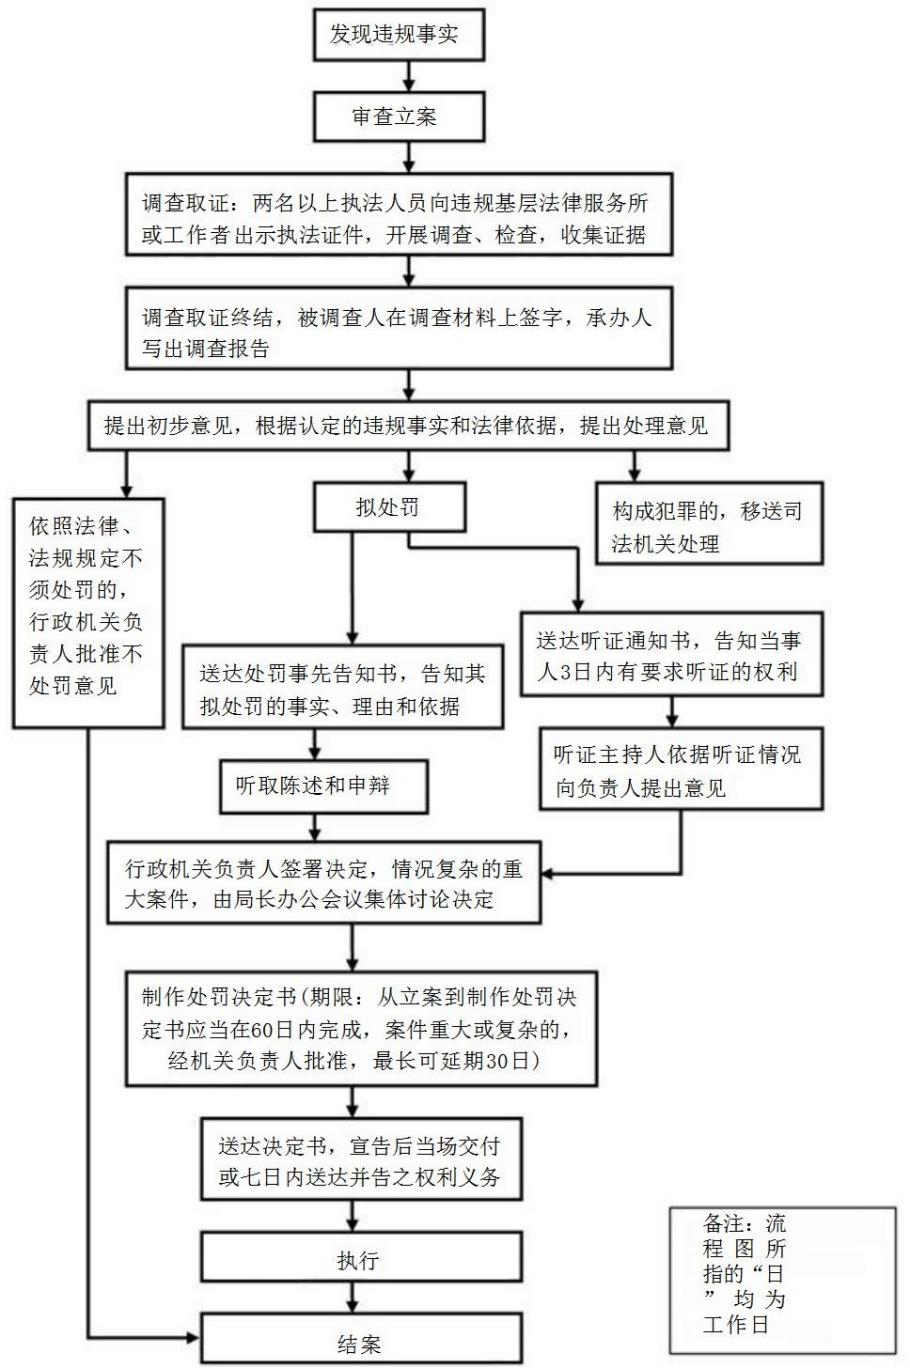 发现违规事实
审查立案
调查取证：两名以上执法人员向违规基层法律服务所
或工作者出示执法证件，开展调查、检查，收集证据
调查取证终结，被调查人在调查材料上签字，承办人
写出调查报告
提出初步意见，根据认定的违规事实和法律依据，提出处理意见
依照法律、
法规规定不
须处罚的，
行政机关负
责人批准不
处罚意见
拟处罚
构成犯罪的，移送司
法机关处理
送达处罚事先告知书，告知其
拟处罚的事实、理由和依据
送达听证通知书，告知当事
人3日内有要求听证的权利
听取陈述和申辩
听证主持人依据听证情况
向负责人提出意见
行政机关负责人签署决定，情况复杂的重
大案件，由局长办公会议集体讨论决定
制作处罚决定书(期限：从立案到制作处罚决
定书应当在60日内完成，案件重大或复杂的，
经机关负责人批准，最长可延期30日)
送达决定书，宣告后当场交付
或七日内送达并告之权利义务
执行
结案
备注：流
程图所
指的“日
”均为
工作日